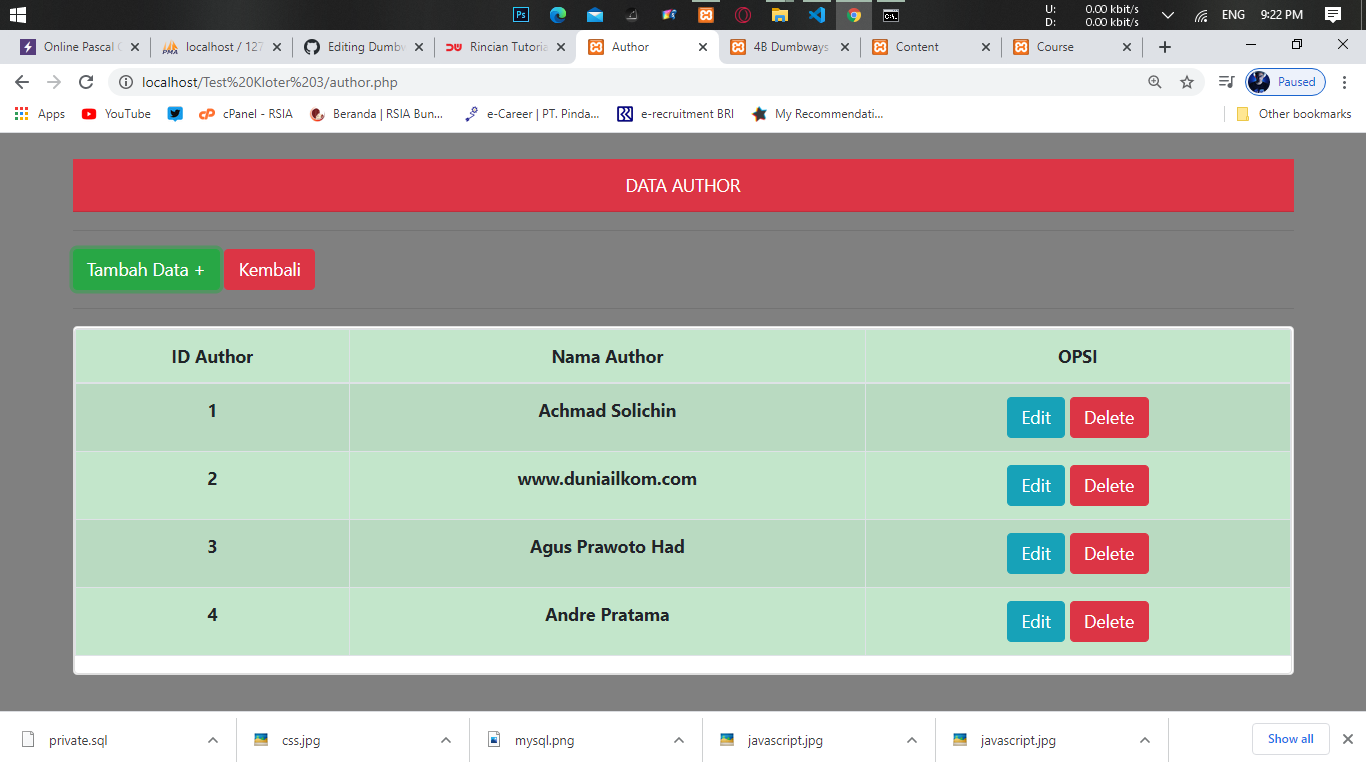 Ps
U: 0.00 kbit/s
D: 0.00 kbit/s
ENG 9:22 PM
Online Pascal C
localhost / 127
Editing Dumbw
Rincian Tutoria
Author
4B Dumbways
Content
Course
localhost/Test%20Kloter%203/author.php
Paused
Apps
YouTube
cPanel - RSIA
Beranda | RSIA Bun...
e-Career | PT. Pinda...
e-recruitment BRI
My Recommendati...
Other bookmarks
DATA AUTHOR
Tambah Data + Kembali
ID Author Nama Author OPSI
1 Achmad Solichin Edit Delete
2 www.duniailkom.com Edit Delete
3 Agus Prawoto Had Edit Delete
4 Andre Pratama Edit Delete
private.sql
css.jpg
mysql.png
javascript.jpg
javascript.jpg
Show all